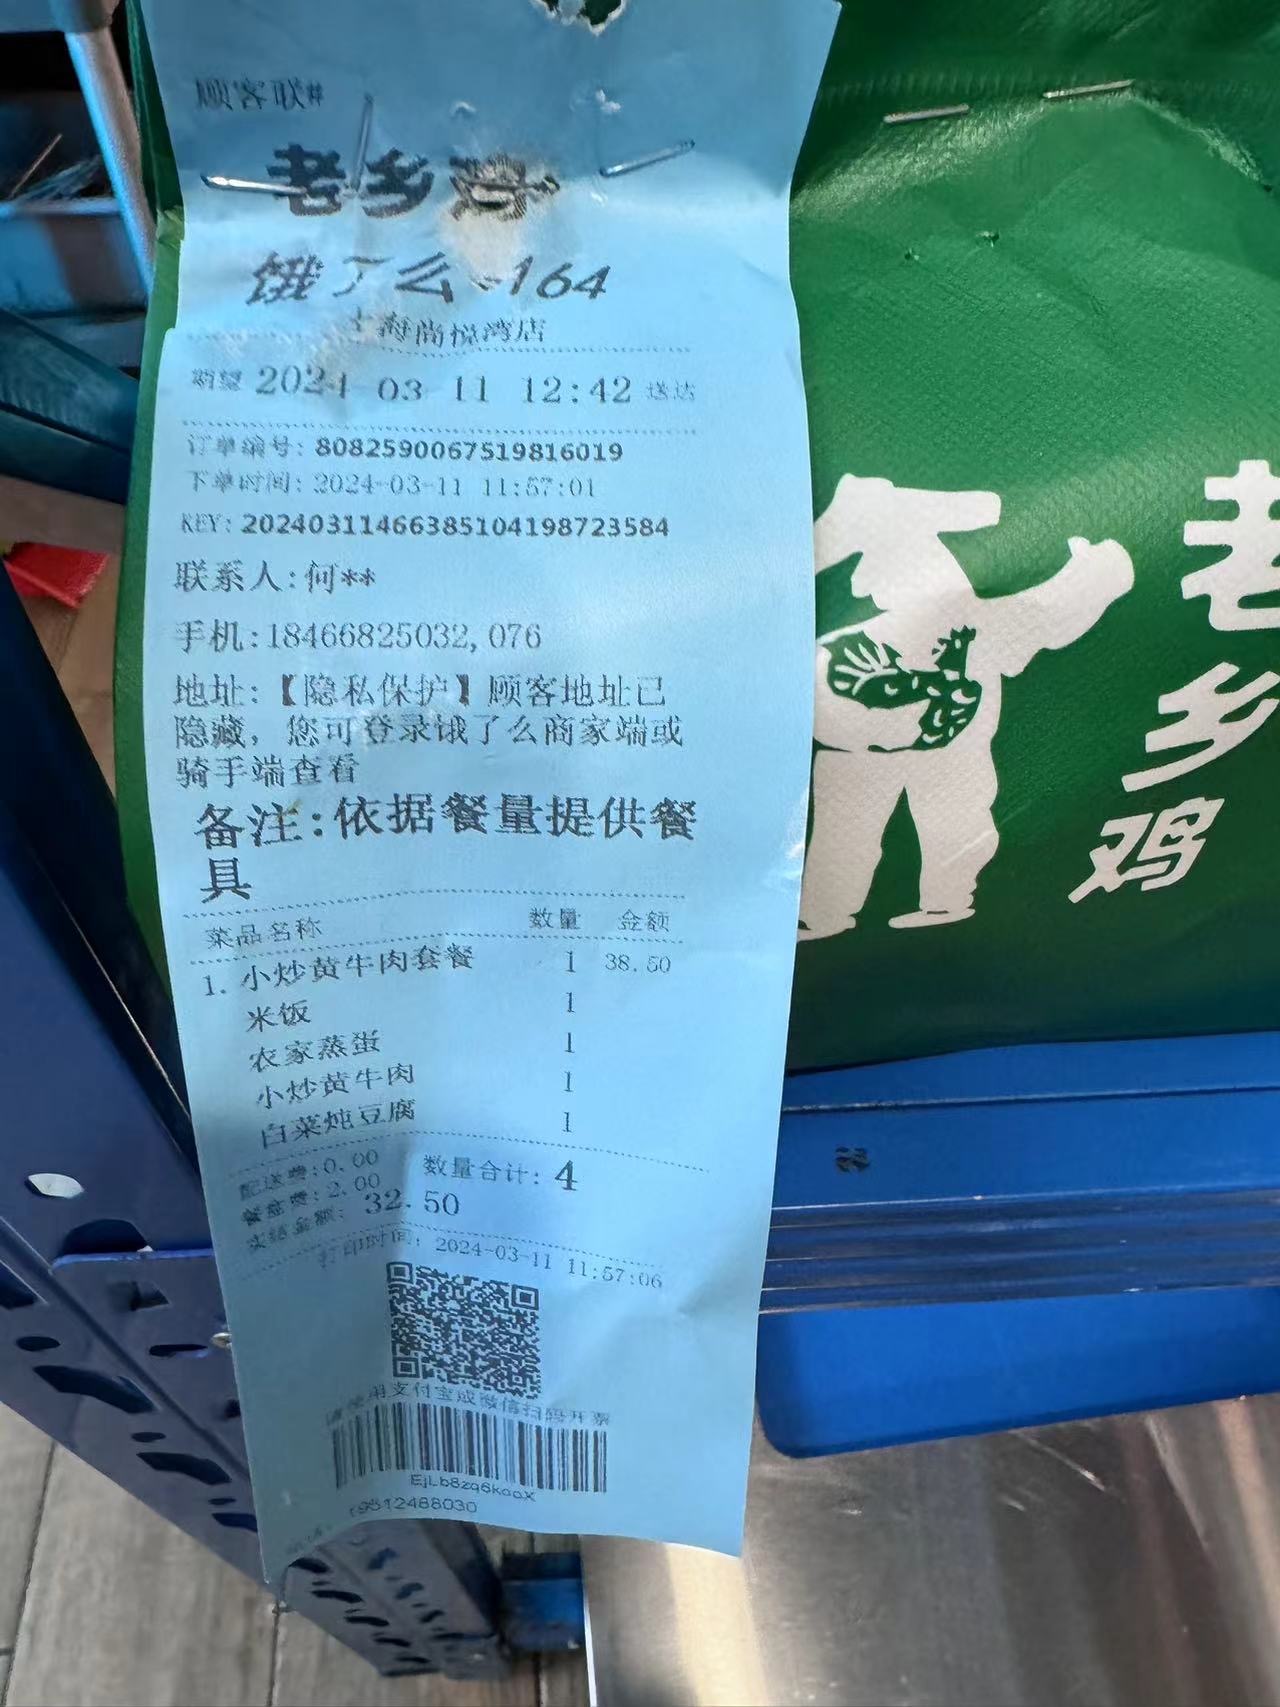 顾客联#
老乡鸡
饿了么 -164
上海尚悦湾店
期望 2024 03 11 12:42 送达
订单编号: 8082590067519816019
下单时间: 2024-03-11 11:57:01
KEY: 20240311466385104198723584
联系人:何**
手机:18466825032,076
地址:【隐私保护】顾客地址已
隐藏，您可登录饿了么商家端或
骑手端查看
备注:依据餐量提供餐
具
菜品名称 数量 金额
1. 小炒黄牛肉套餐 1 38.50
米饭 1
农家蒸蛋 1
小炒黄牛肉 1
白菜炖豆腐 1
配送费:0.00 数量合计: 4
餐盒费: 2.00
实结金额: 32.50
打印时间: 2024-03-11 11:57:06
请使用支付宝或微信扫码开票
EjLb8zq6kooX
19512488030
老
乡
鸡